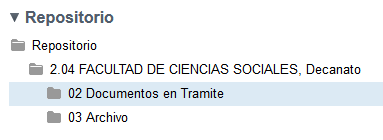 Repositorio
Repositorio
2.04 FACULTAD DE CIENCIAS SOCIALES, Decanato
02 Documentos en Tramite
03 Archivo